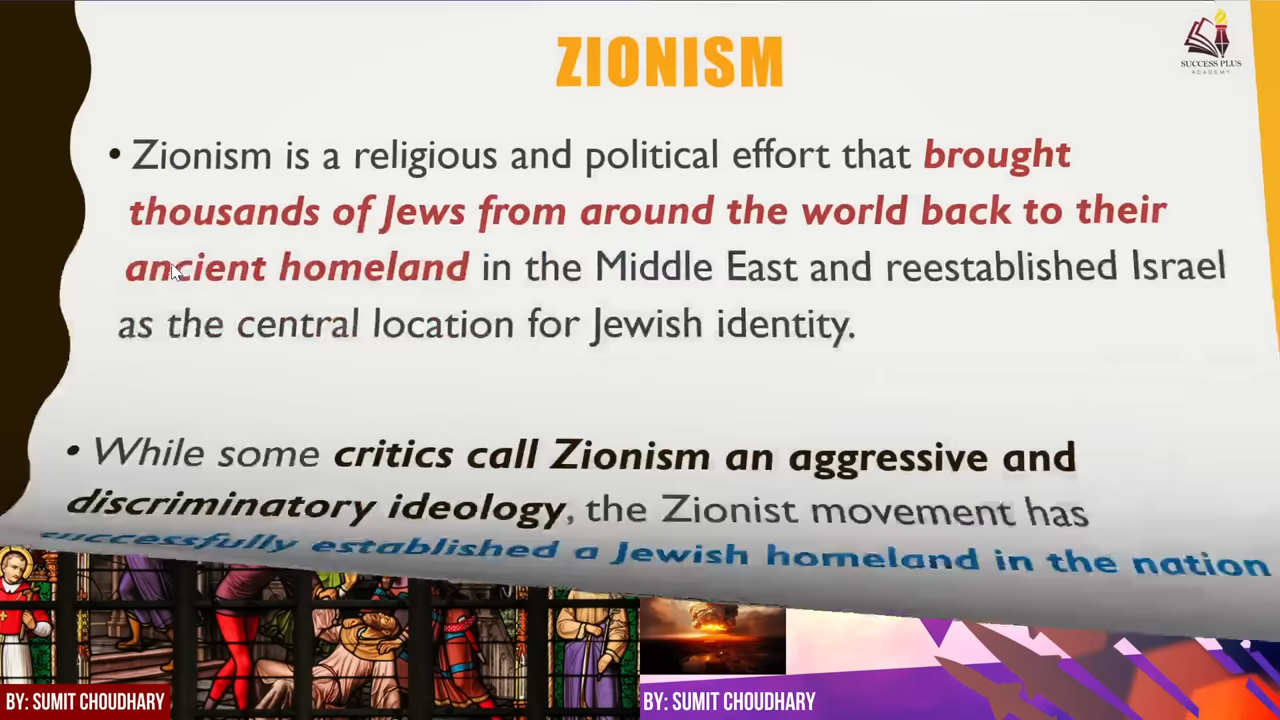 ZIONISM
SUCCESS PLUS
ACADEMY
• Zionism is a religious and political effort that brought
thousands of Jews from around the world back to their
ancient homeland in the Middle East and reestablished Israel
as the central location for Jewish identity.
• While some critics call Zionism an aggressive and
discriminatory ideology, the Zionist movement has
successfully established a Jewish homeland in the nation
BY: SUMIT CHOUDHARY
BY: SUMIT CHOUDHARY